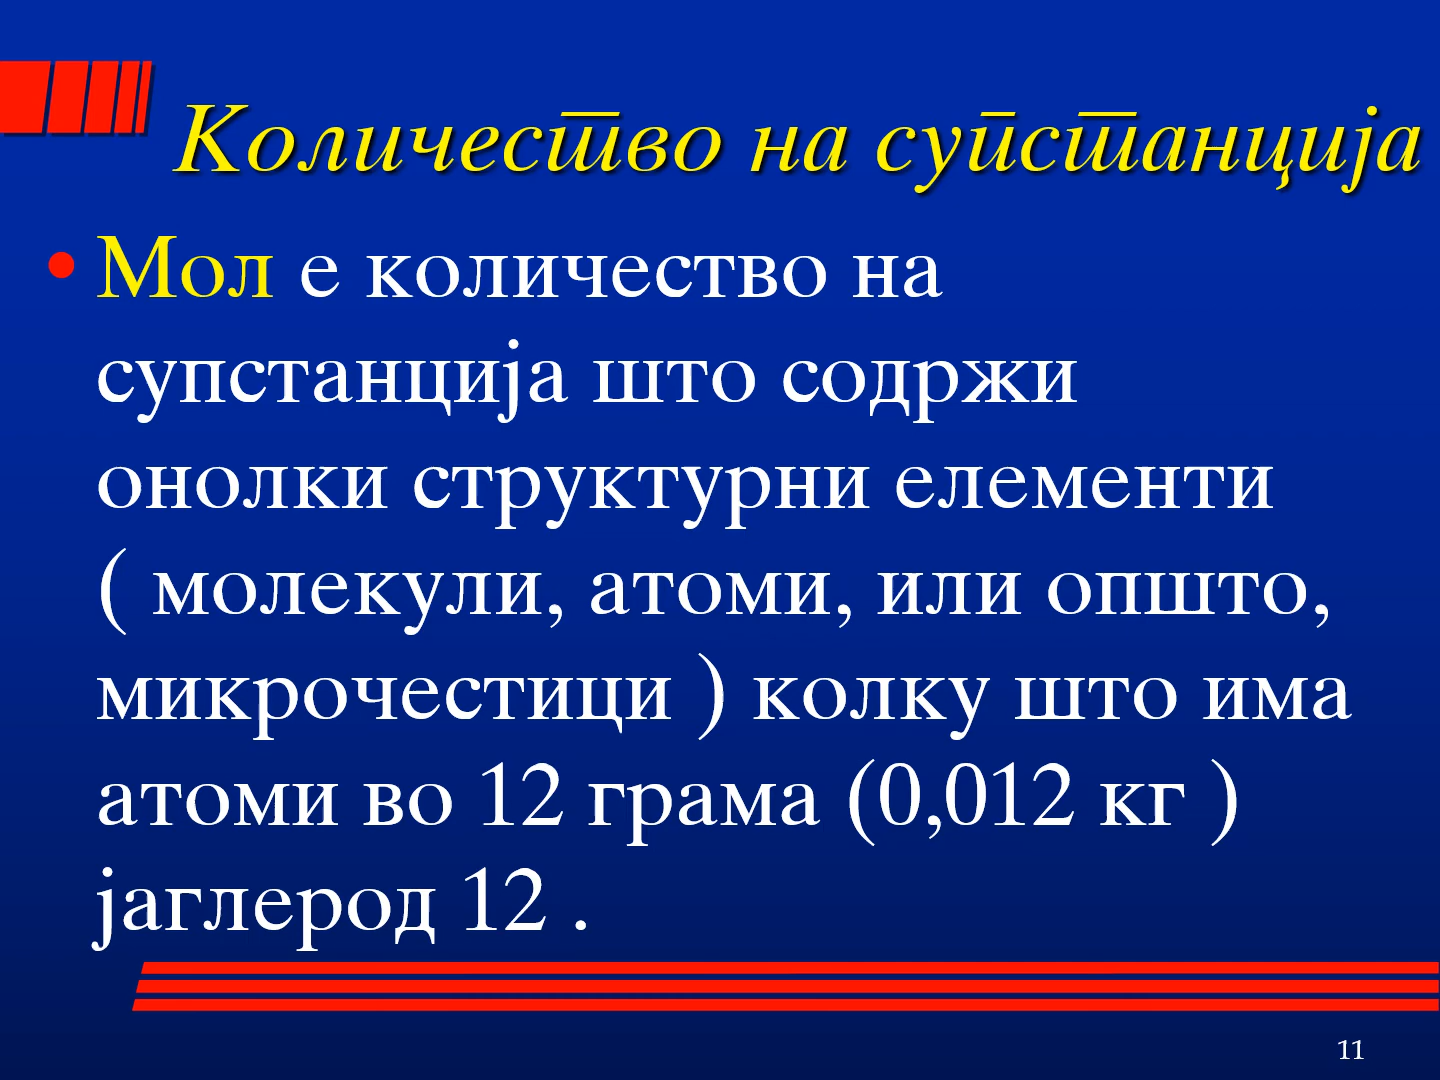 Количество на супстанција
• Мол е количество на
супстанција што содржи
онолки структурни елементи
( молекули, атоми, или општо,
микрочестици ) колку што има
атоми во 12 грама (0,012 кг )
јаглерод 12 .
11